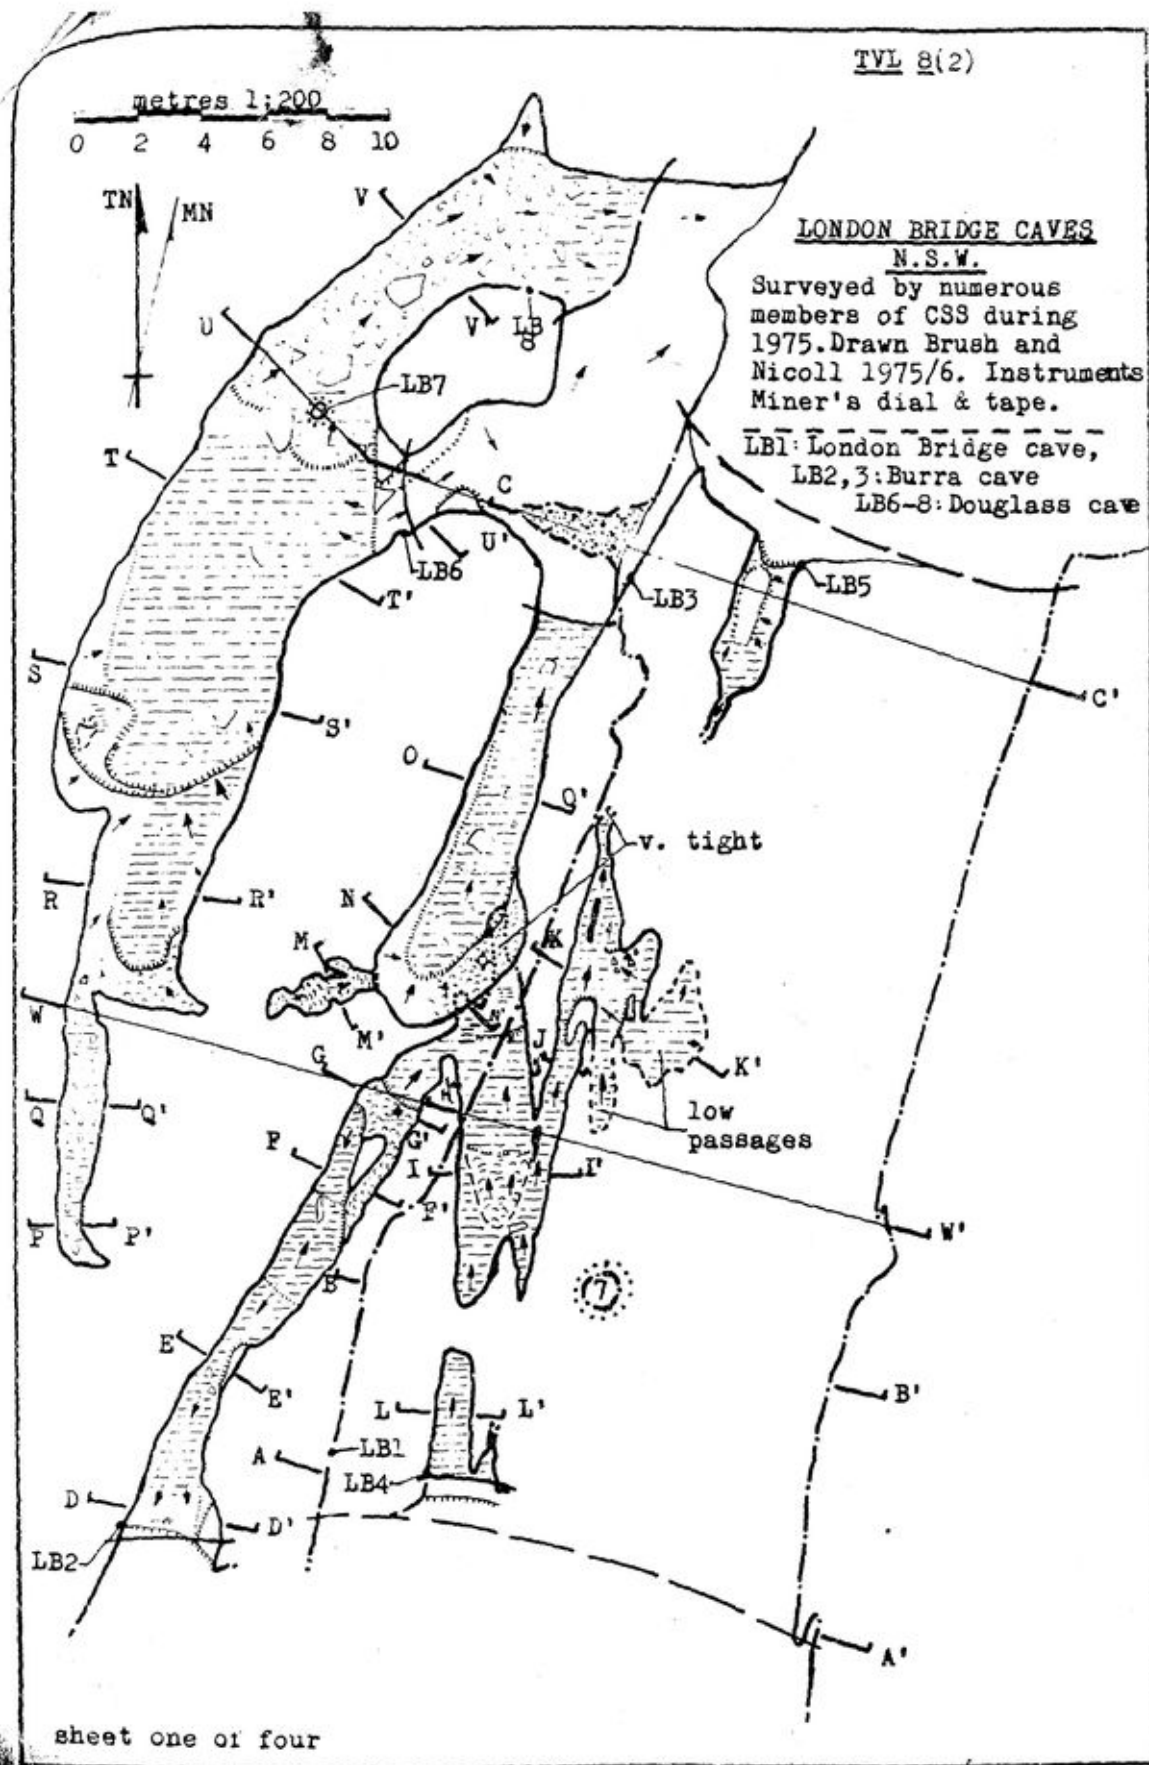 TVL 8(2)
metres 1:200
0 2 4 6 8 10
TN
MN
LONDON BRIDGE CAVES
N.S.W.
Surveyed by numerous
members of CSS during
1975.Drawn Brush and
Nicoll 1975/6. Instruments
Miner's dial & tape.
LB1: London Bridge cave,
LB2,3: Burra cave
LB6-8: Douglass cave
V
U
V'
LB
8
LB7
T
C
U'
LB6
T'
LB3
LB5
S
S'
C'
O
O'
v. tight
R
R'
N
M
K
W
M'
N'
G
J
K'
H
Q
Q'
G'
low
passages
F
I
I'
F'
P
P'
W'
B
7
E
E'
B'
L
L'
A
LB1
LB4
D
D'
LB2
A'
sheet one of four